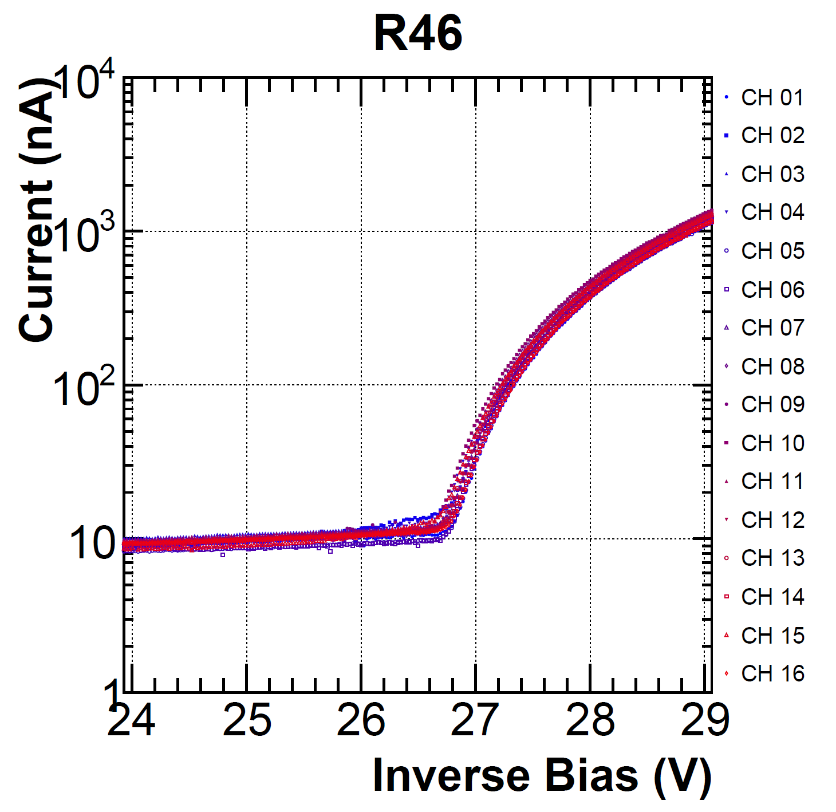 R46
Current (nA)
10^4
10^3
10^2
10
1
24 25 26 27 28 29
Inverse Bias (V)
CH 01
CH 02
CH 03
CH 04
CH 05
CH 06
CH 07
CH 08
CH 09
CH 10
CH 11
CH 12
CH 13
CH 14
CH 15
CH 16